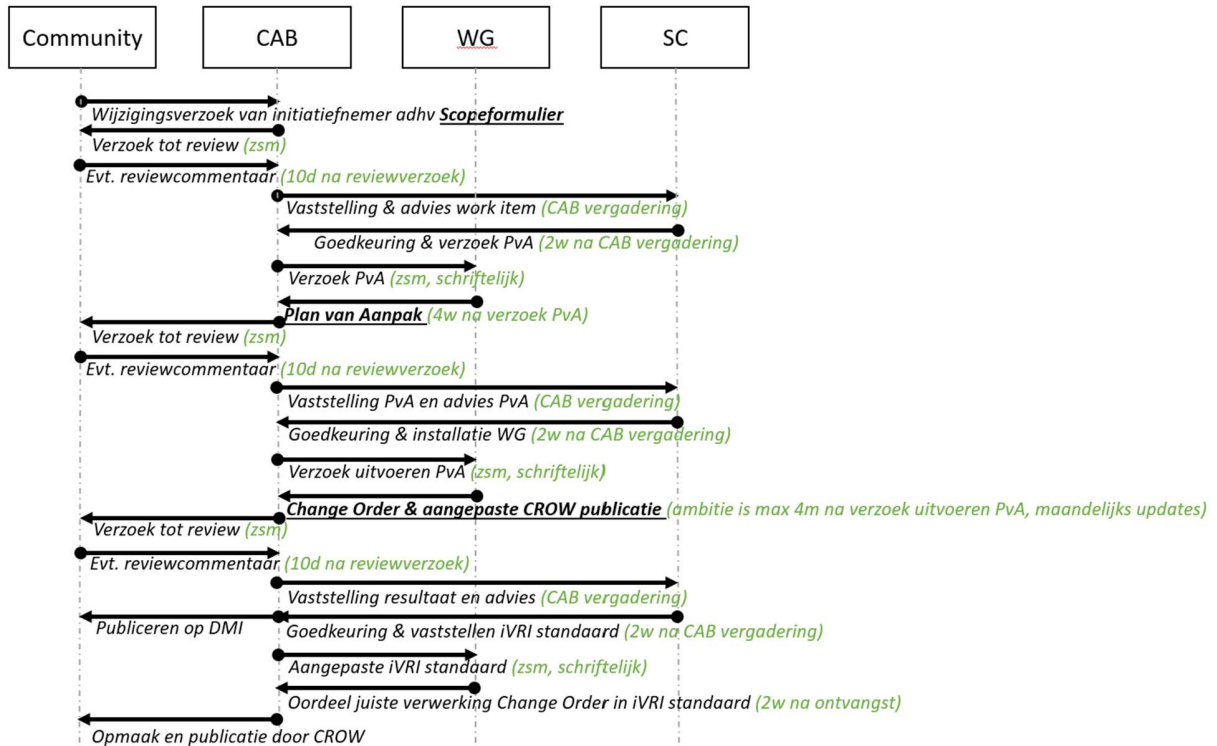 Community
CAB
WG
SC
Wijzigingsverzoek van initiatiefnemer adhv Scopeformulier
Verzoek tot review (zsm)
Evt. reviewcommentaar (10d na reviewverzoek)
Vaststelling & advies work item (CAB vergadering)
Goedkeuring & verzoek PvA (2w na CAB vergadering)
Verzoek PvA (zsm, schriftelijk)
Plan van Aanpak (4w na verzoek PvA)
Verzoek tot review (zsm)
Evt. reviewcommentaar (10d na reviewverzoek)
Vaststelling PvA en advies PvA (CAB vergadering)
Goedkeuring & installatie WG (2w na CAB vergadering)
Verzoek uitvoeren PvA (zsm, schriftelijk)
Change Order & aangepaste CROW publicatie (ambitie is max 4m na verzoek uitvoeren PvA, maandelijks updates)
Verzoek tot review (zsm)
Evt. reviewcommentaar (10d na reviewverzoek)
Vaststelling resultaat en advies (CAB vergadering)
Publiceren op DMI
Goedkeuring & vaststellen iVRI standaard (2w na CAB vergadering)
Aangepaste iVRI standaard (zsm, schriftelijk)
Oordeel juiste verwerking Change Order in iVRI standaard (2w na ontvangst)
Opmaak en publicatie door CROW